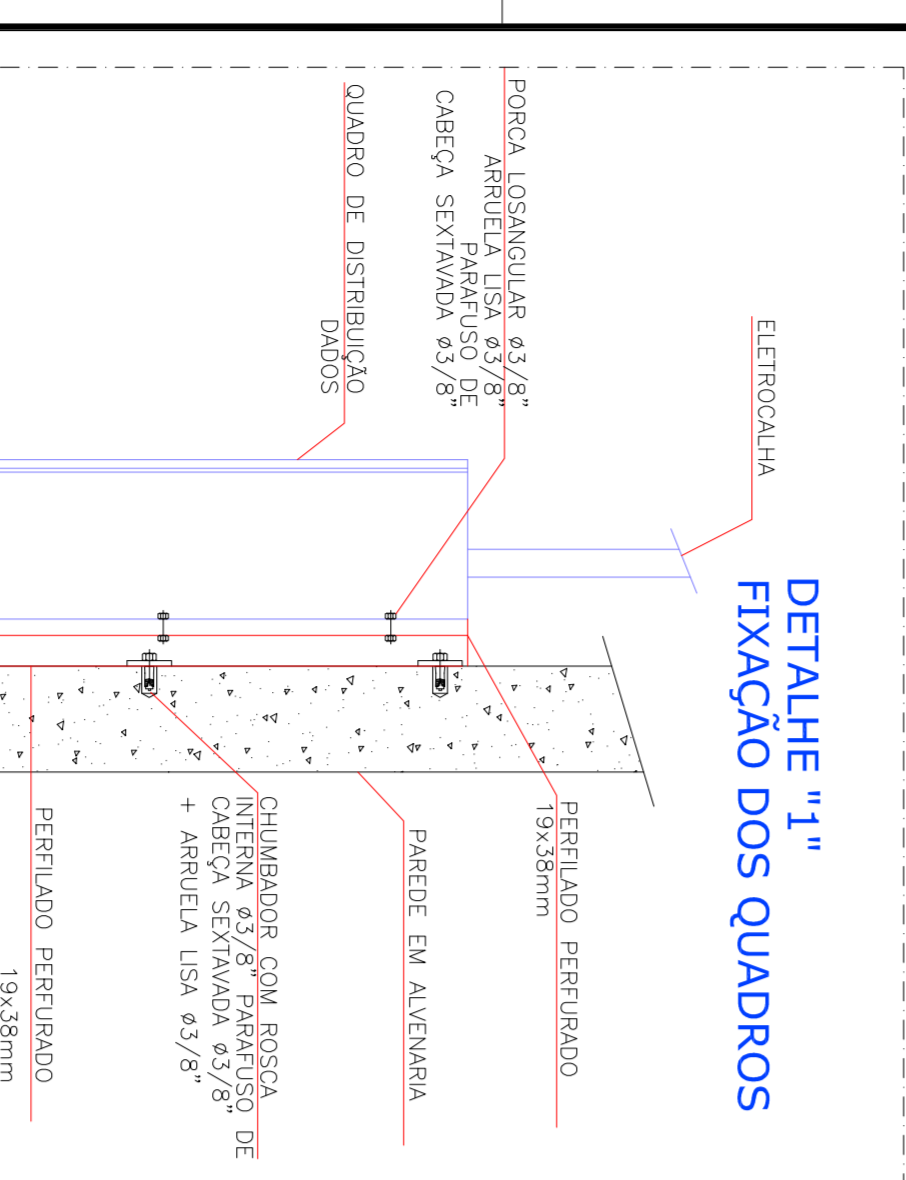 DETALHE "1"
FIXAÇÃO DOS QUADROS
ELETROCALHA
PORCA LOSANGULAR Ø3/8"
ARRUELA LISA Ø3/8"
PARAFUSO DE
CABEÇA SEXTAVADA Ø3/8"
QUADRO DE DISTRIBUIÇÃO
DADOS
PERFILADO PERFURADO
19x38mm
PAREDE EM ALVENARIA
CHUMBADOR COM ROSCA
INTERNA Ø3/8" PARAFUSO DE
CABEÇA SEXTAVADA Ø3/8"
+ ARRUELA LISA Ø3/8"
PERFILADO PERFURADO
19x38mm